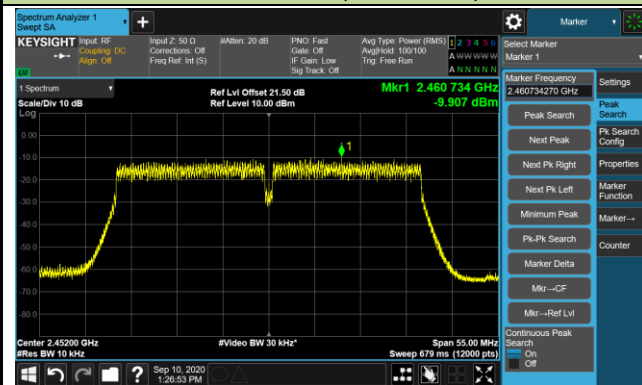 Spectrum Analyzer 1
Swept SA
+
Marker
KEYSIGHT
Input: RF
Coupling: DC
Align: Off
Input Z: 50 Ω
Corrections: Off
Freq Ref: Int (S)
#Atten: 20 dB
PNO: Fast
Gate: Off
IF Gain: Low
Sig Track: Off
Avg Type: Power (RMS)
Avg|Hold: 100/100
Trig: Free Run
1 2 3 4 5 6
A W W W W W
A N N N N N
LXI
Select Marker
Marker 1
1 Spectrum
Scale/Div 10 dB
Log
Ref Lvl Offset 21.50 dB
Ref Level 10.00 dBm
Mkr1 2.460 734 GHz
-9.907 dBm
1
0.00
-10.0
-20.0
-30.0
-40.0
-50.0
-60.0
-70.0
-80.0
Center 2.45200 GHz
#Res BW 10 kHz
#Video BW 30 kHz*
Span 55.00 MHz
Sweep 679 ms (12000 pts)
Marker Frequency
2.460734270 GHz
Peak Search
Next Peak
Next Pk Right
Next Pk Left
Minimum Peak
Pk-Pk Search
Marker Delta
Mkr→CF
Mkr→Ref Lvl
Continuous Peak
Search
On
Off
Settings
Peak
Search
Pk Search
Config
Properties
Marker
Function
Marker→
Counter
?
Sep 10, 2020
1:26:53 PM